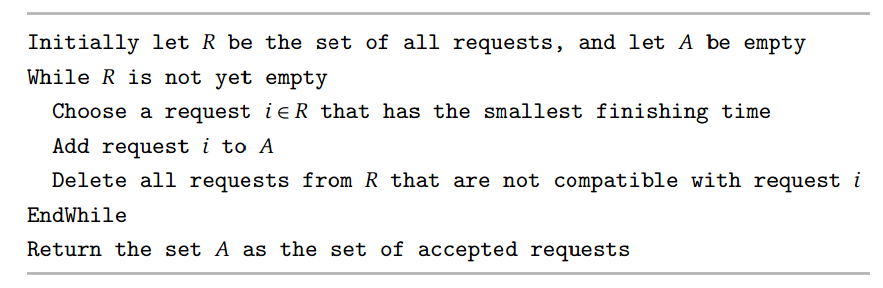 Initially let R be the set of all requests, and let A be empty
While R is not yet empty
Choose a request i ∈ R that has the smallest finishing time
Add request i to A
Delete all requests from R that are not compatible with request i
EndWhile
Return the set A as the set of accepted requests